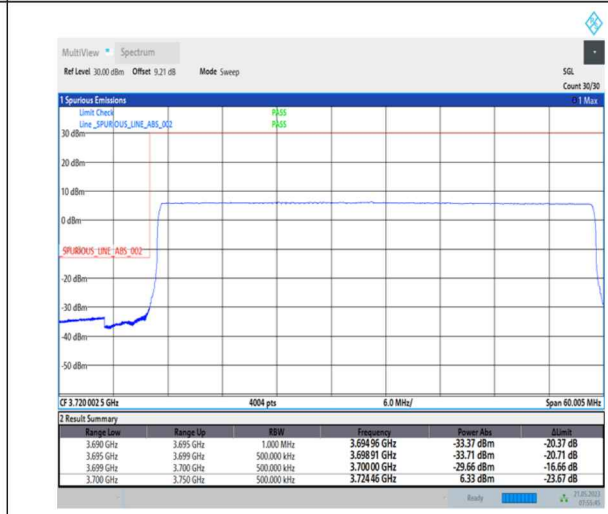 MultiView Spectrum
Ref Level 30.00 dBm Offset 9.21 dB Mode Sweep SGL
Count 30/30
1 Spurious Emissions 1 Max
Limit Check PASS
Line _SPURIOUS_LINE_ABS_002 PASS
30 dBm
20 dBm
10 dBm
0 dBm
_SPURIOUS_LINE_ABS_002
-20 dBm
-30 dBm
-40 dBm
-50 dBm
CF 3.720 002 5 GHz 4004 pts 6.0 MHz/ Span 60.005 MHz
2 Result Summary
Range Low Range Up RBW Frequency Power Abs ΔLimit
3.690 GHz 3.695 GHz 1.000 MHz 3.694 96 GHz -33.37 dBm -20.37 dB
3.695 GHz 3.699 GHz 500.000 kHz 3.698 91 GHz -33.71 dBm -20.71 dB
3.699 GHz 3.700 GHz 500.000 kHz 3.700 00 GHz -29.66 dBm -16.66 dB
3.700 GHz 3.750 GHz 500.000 kHz 3.724 46 GHz 6.33 dBm -23.67 dB
Ready 21.05.2023